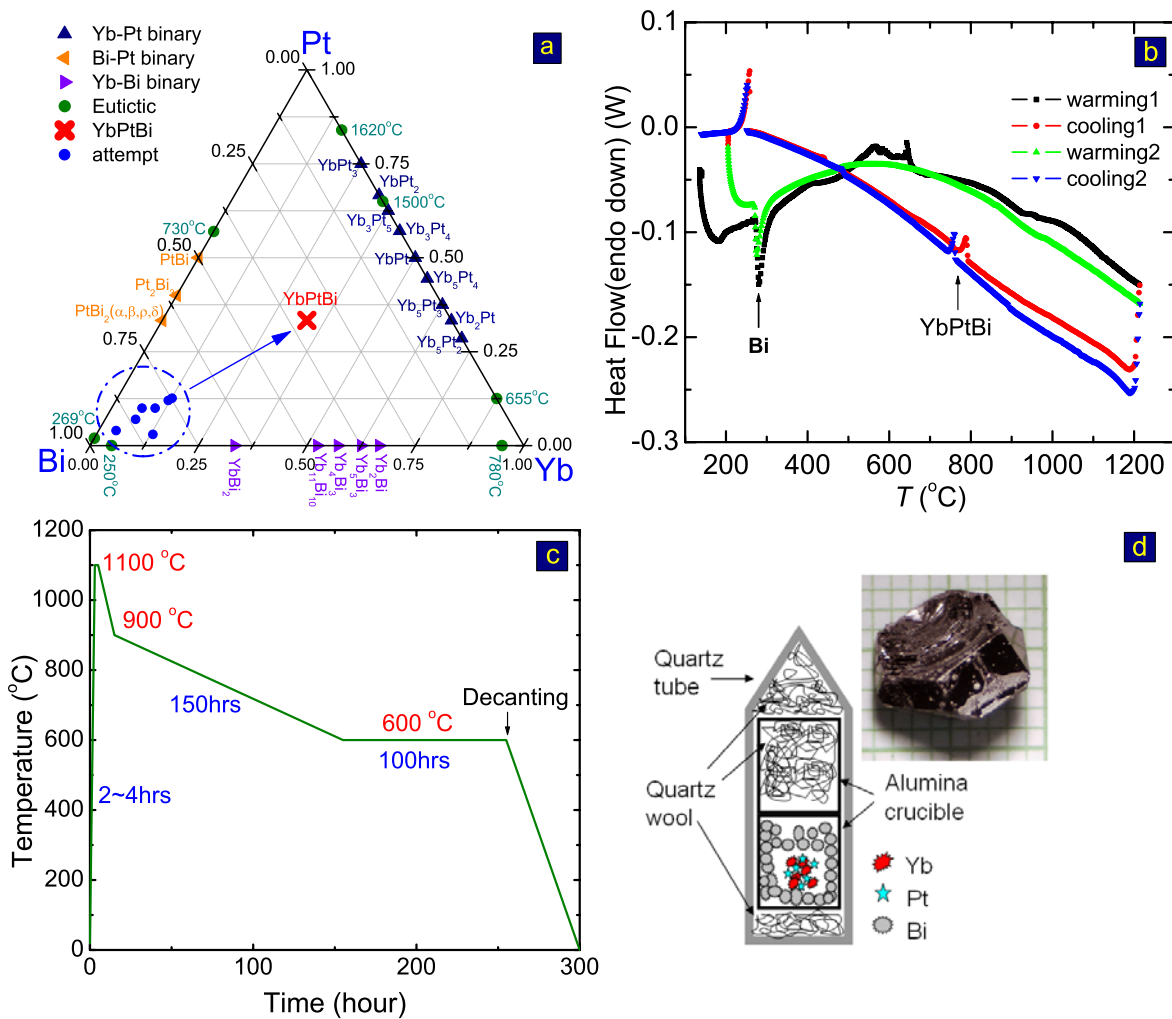 Yb-Pt binary
Bi-Pt binary
Yb-Bi binary
Eutictic
YbPtBi
attempt
a
Pt
0.00
1.00
1620°C
0.25
0.75
YbPt₃
YbPt₂
1500°C
Yb₃Pt₅
Yb₃Pt₄
730°C
0.50
PtBi
YbPt
0.50
Yb₅Pt₄
Pt₂Bi₃
YbPtBi
PtBi₂(α,β,ρ,δ)
Yb₅Pt₃
Yb₂Pt
0.75
Yb₅Pt₂
0.25
655°C
269°C
1.00
0.00
Bi
0.00
0.25
0.50
0.75
1.00
Yb
250°C
YbBi₂
Yb₁₁Bi₁₀
Yb₄Bi₃
Yb₅Bi₃
Yb₂Bi
780°C
b
0.1
0.0
-0.1
-0.2
-0.3
Heat Flow(endo down) (W)
warming1
cooling1
warming2
cooling2
Bi
YbPtBi
200 400 600 800 1000 1200
T (°C)
c
1200
1000
800
600
400
200
0
Temperature (°C)
1100 °C
900 °C
150hrs
Decanting
600 °C
100hrs
2~4hrs
0 100 200 300
Time (hour)
d
Quartz
tube
Quartz
wool
Alumina
crucible
Yb
Pt
Bi